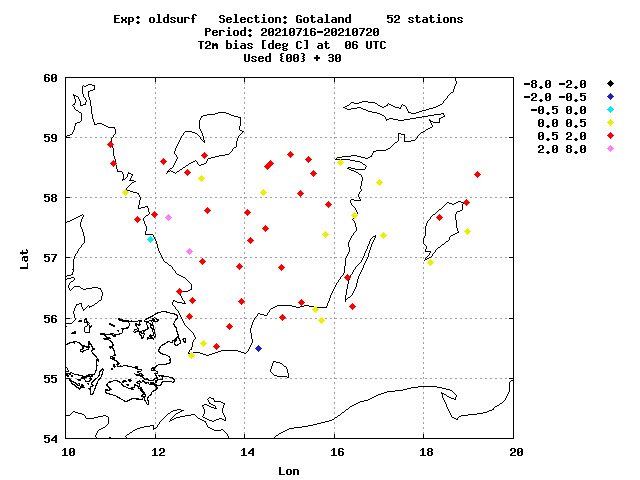 Exp: oldsurf   Selection: Gotaland     52 stations
Period: 20210716-20210720
T2m bias [deg C] at  06 UTC
Used {00} + 30
-8.0 -2.0
-2.0 -0.5
-0.5 0.0
0.0 0.5
0.5 2.0
2.0 8.0
60
59
58
57
56
55
54
Lat
10 12 14 16 18 20
Lon